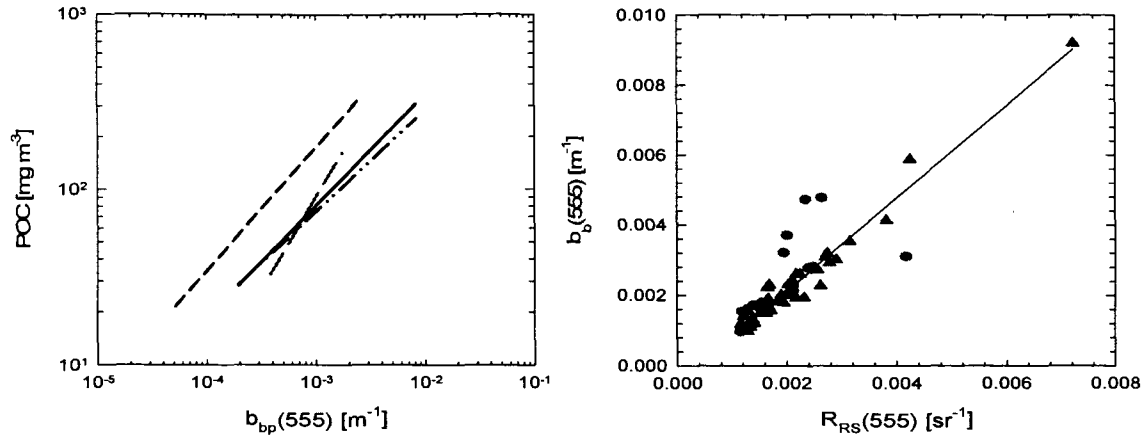 10³
10²
10¹
POC [mg m⁻³]
10⁻⁵ 10⁻⁴ 10⁻³ 10⁻² 10⁻¹
b_bp(555) [m⁻¹]
0.010
0.008
0.006
0.004
0.002
0.000
b_b(555) [m⁻¹]
0.000 0.002 0.004 0.006 0.008
R_RS(555) [sr⁻¹]